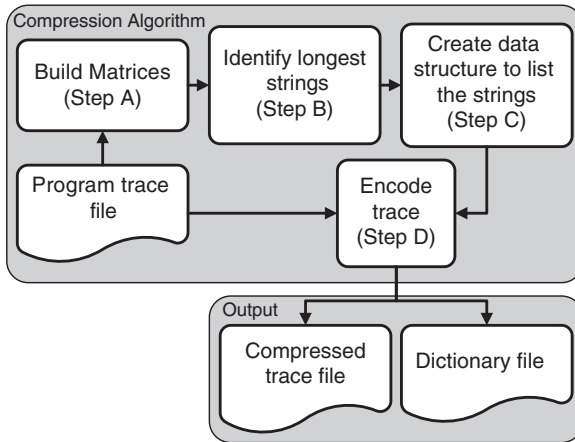 Compression Algorithm
Build Matrices
(Step A)
Identify longest
strings
(Step B)
Create data
structure to list
the strings
(Step C)
Program trace
file
Encode
trace
(Step D)
Output
Compressed
trace file
Dictionary file